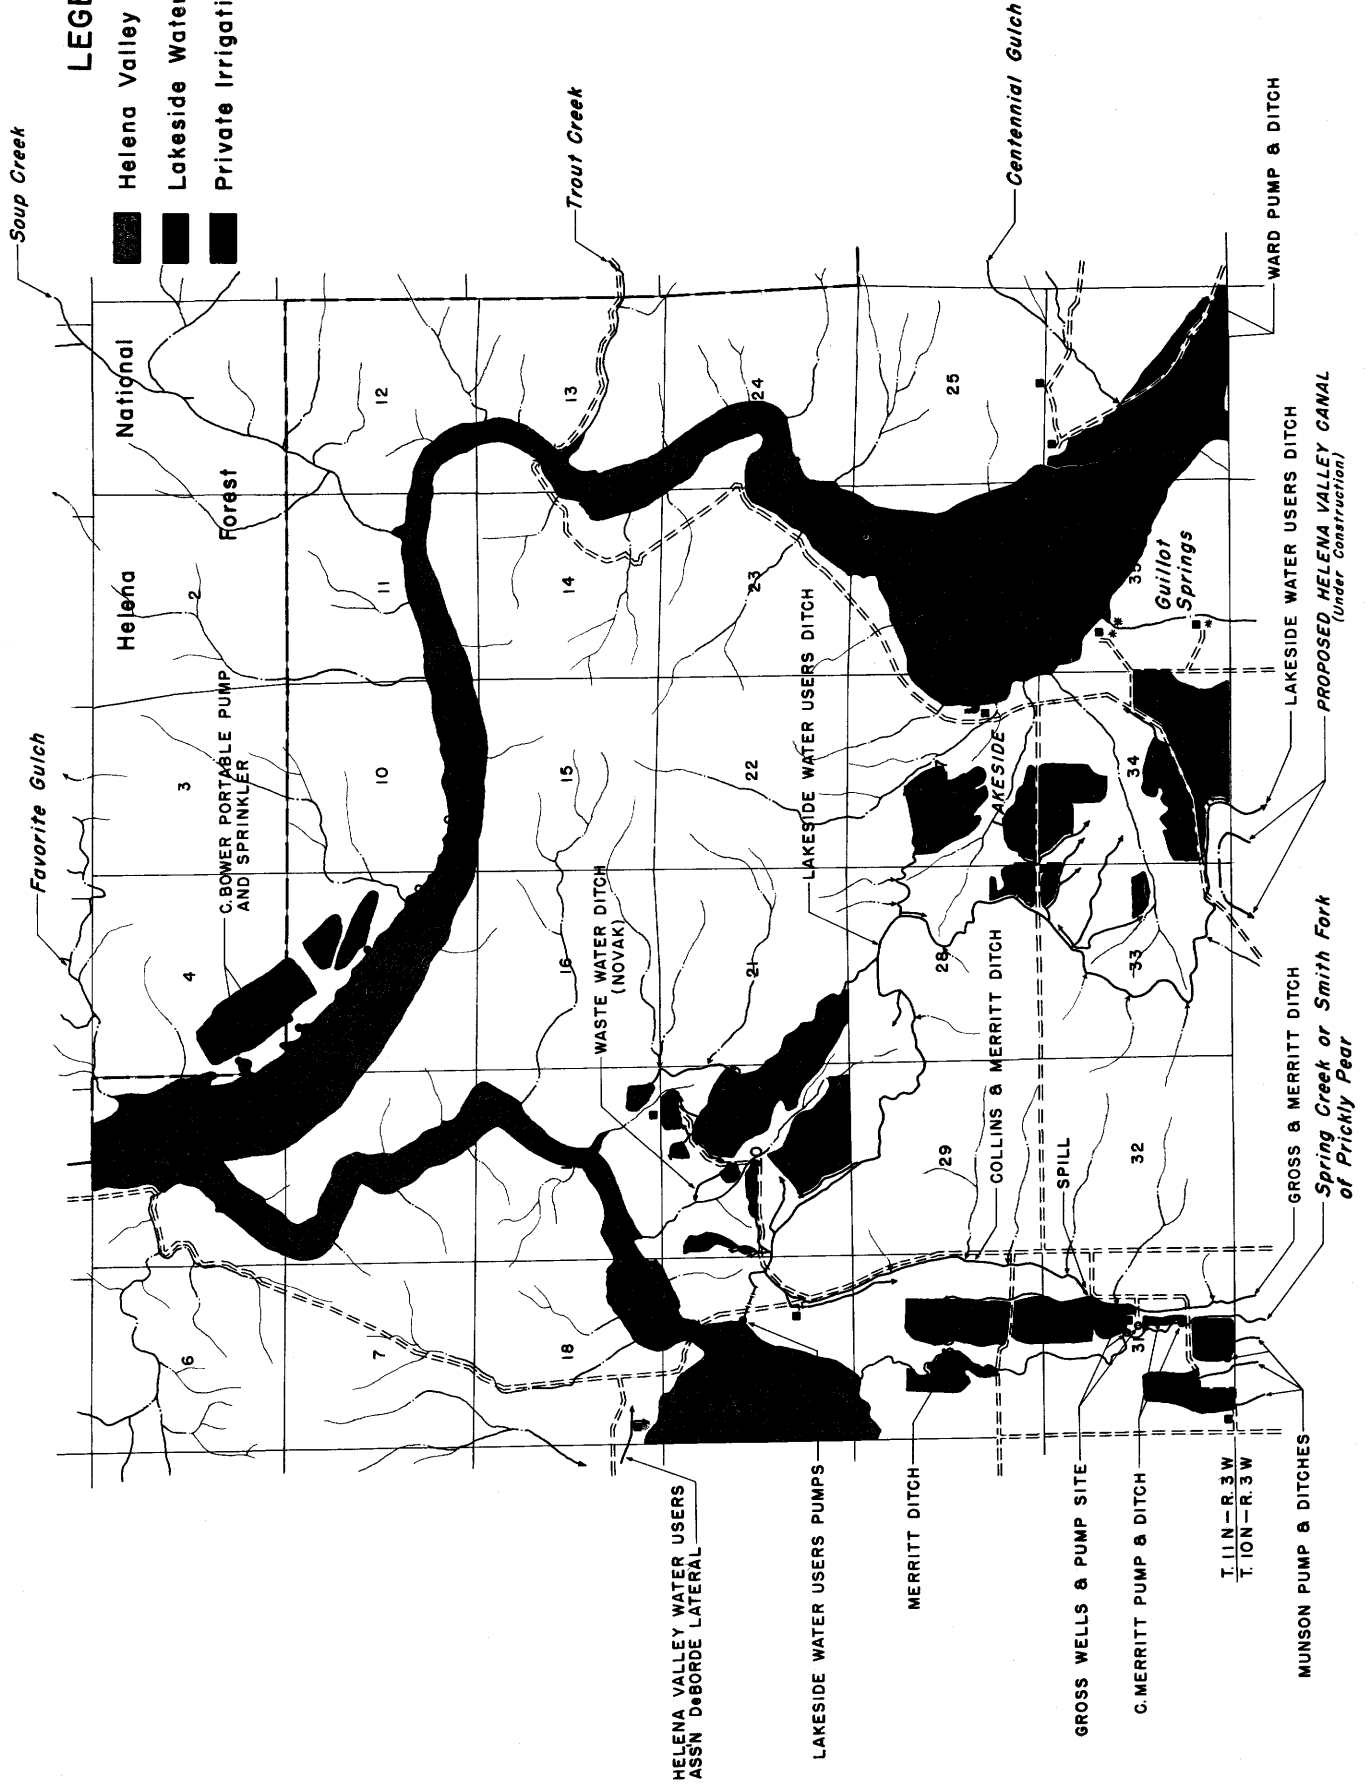 LEGE
Helena Valley
Lakeside Water
Private Irrigati
Soup Creek
Trout Creek
Centennial Gulch
WARD PUMP & DITCH
Favorite Gulch
Helena
National
Forest
C. BOWER PORTABLE PUMP
AND SPRINKLER
2
3
4
6
7
10
11
12
13
14
15
16
18
WASTE WATER DITCH
(NOVAK)
21
22
23
24
25
LAKESIDE WATER USERS DITCH
LAKESIDE
28
29
COLLINS & MERRITT DITCH
SPILL
31
32
33
34
35
Guillot
Springs
LAKESIDE WATER USERS DITCH
PROPOSED HELENA VALLEY CANAL
(Under Construction)
GROSS & MERRITT DITCH
Spring Creek or Smith Fork
of Prickly Pear
HELENA VALLEY WATER USERS
ASS'N DeBORDE LATERAL
LAKESIDE WATER USERS PUMPS
MERRITT DITCH
GROSS WELLS & PUMP SITE
C. MERRITT PUMP & DITCH
T. 11 N – R. 3 W
T. 10 N – R. 3 W
MUNSON PUMP & DITCHES